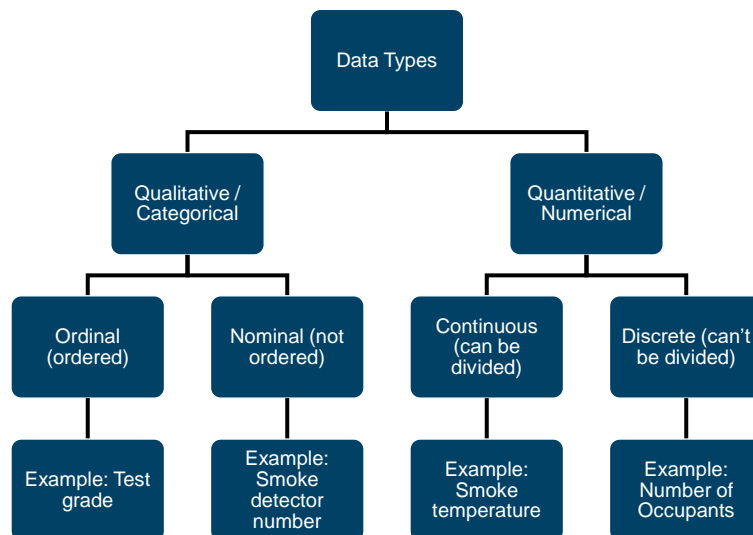 Data Types
Qualitative /
Categorical
Quantitative /
Numerical
Ordinal
(ordered)
Nominal (not
ordered)
Continuous
(can be
divided)
Discrete (can't
be divided)
Example: Test
grade
Example:
Smoke
detector
number
Example:
Smoke
temperature
Example:
Number of
Occupants